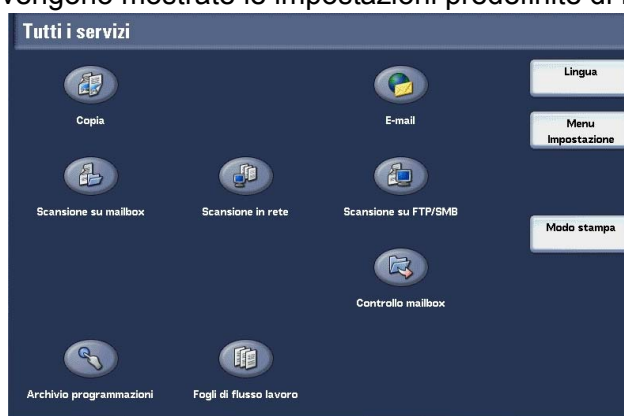 vengono mostrate le impostazioni predefinite di
Tutti i servizi
Copia
E-mail
Lingua
Menu
Impostazione
Scansione su mailbox
Scansione in rete
Scansione su FTP/SMB
Modo stampa
Controllo mailbox
Archivio programmazioni
Fogli di flusso lavoro